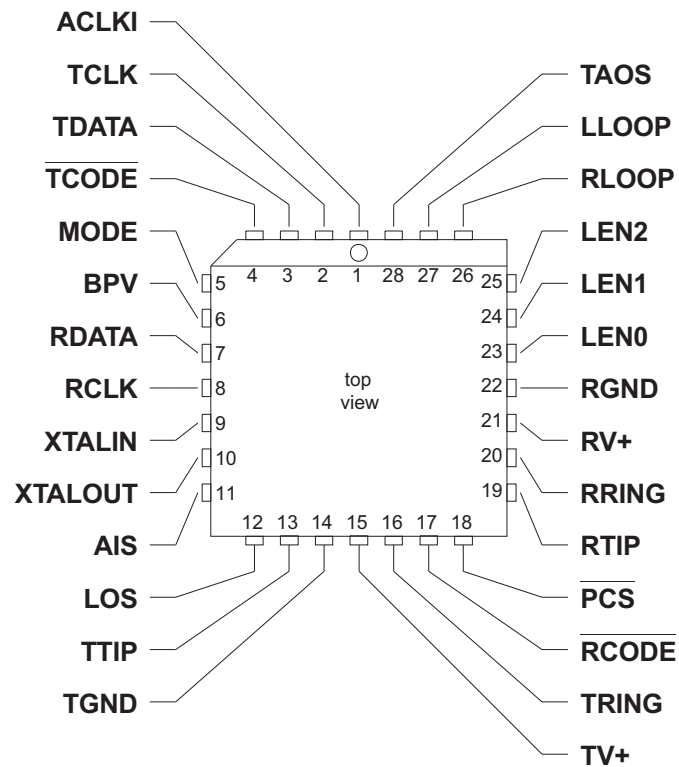 ACLKI
TCLK
TDATA
TCODE
MODE
BPV
RDATA
RCLK
XTALIN
XTALOUT
AIS
LOS
TTIP
TGND
4 3 2 1 28 27 26
5
6
7
8
9
10
11
top
view
25
24
23
22
21
20
19
12 13 14 15 16 17 18
TAOS
LLOOP
RLOOP
LEN2
LEN1
LEN0
RGND
RV+
RRING
RTIP
PCS
RCODE
TRING
TV+